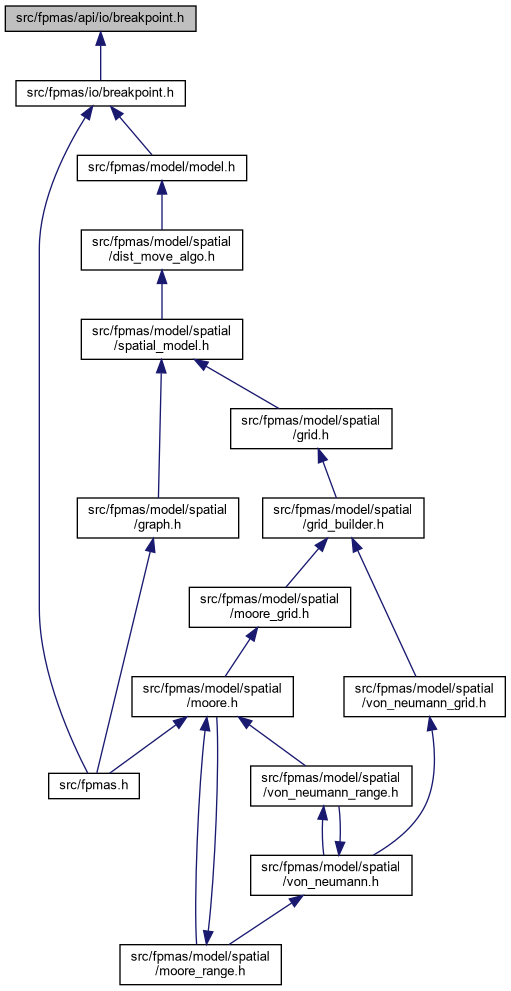 src/fpmas/api/io/breakpoint.h
src/fpmas/io/breakpoint.h
src/fpmas/model/model.h
src/fpmas/model/spatial
/dist_move_algo.h
src/fpmas/model/spatial
/spatial_model.h
src/fpmas/model/spatial
/grid.h
src/fpmas/model/spatial
/graph.h
src/fpmas/model/spatial
/grid_builder.h
src/fpmas/model/spatial
/moore_grid.h
src/fpmas/model/spatial
/moore.h
src/fpmas/model/spatial
/von_neumann_grid.h
src/fpmas.h
src/fpmas/model/spatial
/von_neumann_range.h
src/fpmas/model/spatial
/von_neumann.h
src/fpmas/model/spatial
/moore_range.h